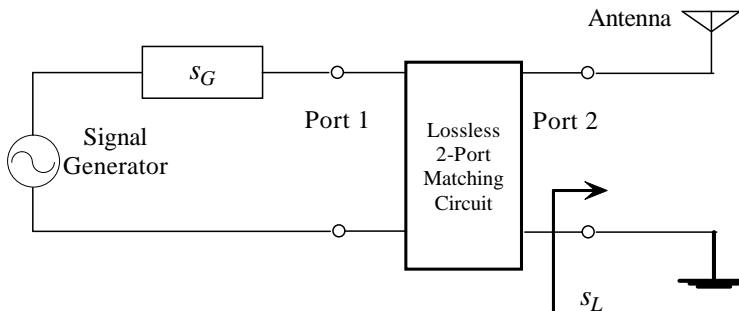 Antenna
s_G
Port 1
Port 2
Signal
Generator
Lossless
2-Port
Matching
Circuit
s_L